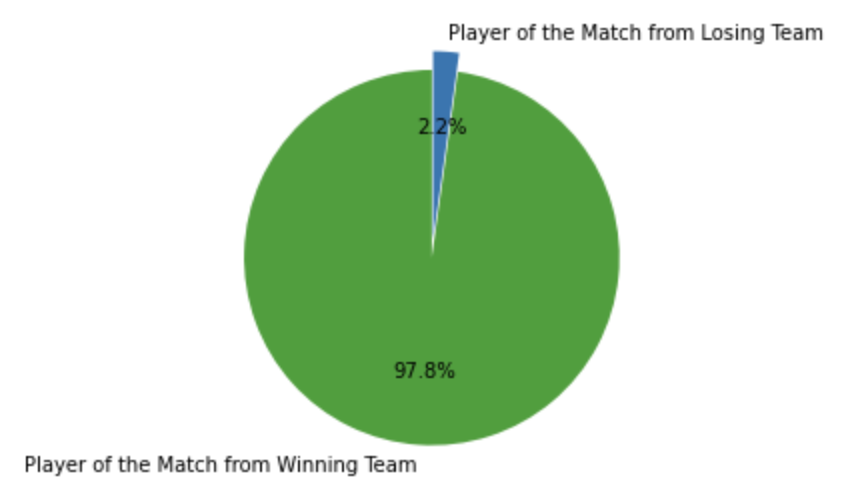 Player of the Match from Losing Team
2.2%
97.8%
Player of the Match from Winning Team